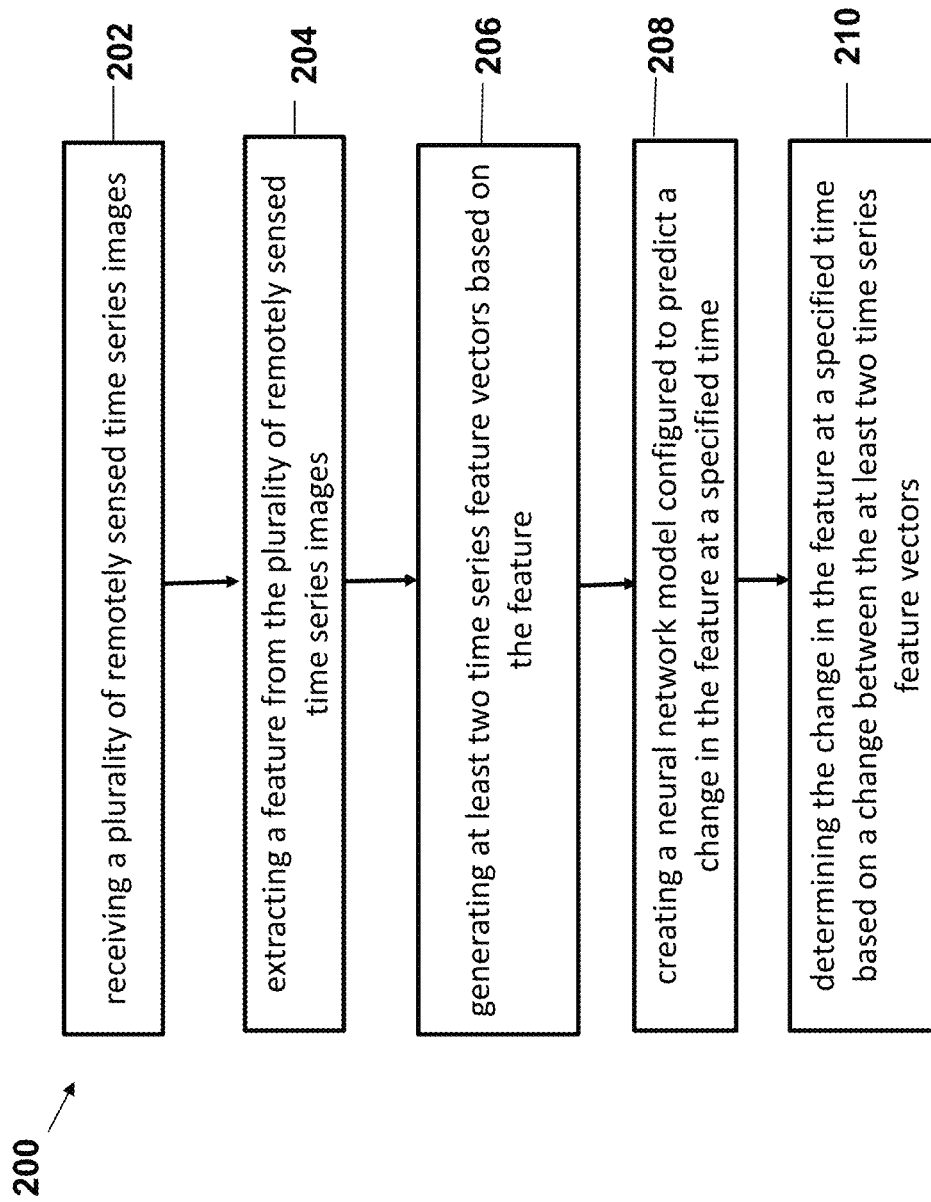 200
receiving a plurality of remotely sensed time series images
202
extracting a feature from the plurality of remotely sensed
time series images
204
generating at least two time series feature vectors based on
the feature
206
creating a neural network model configured to predict a
change in the feature at a specified time
208
determining the change in the feature at a specified time
based on a change between the at least two time series
feature vectors
210